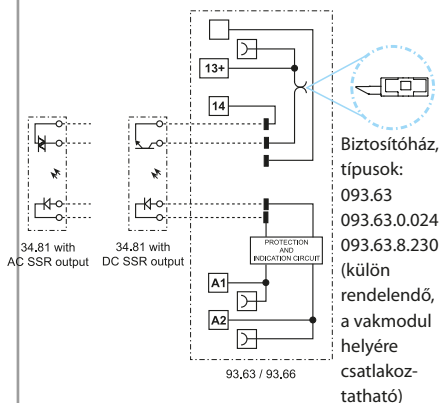 13+
14
34.81 with
AC SSR output
34.81 with
DC SSR output
PROTECTION
AND
INDICATION CIRCUIT
A1
A2
93.63 / 93.66
Biztosítóház,
típusok:
093.63
093.63.0.024
093.63.8.230
(külön
rendelendő,
a vakmodul
helyére
csatlakoz-
tatható)